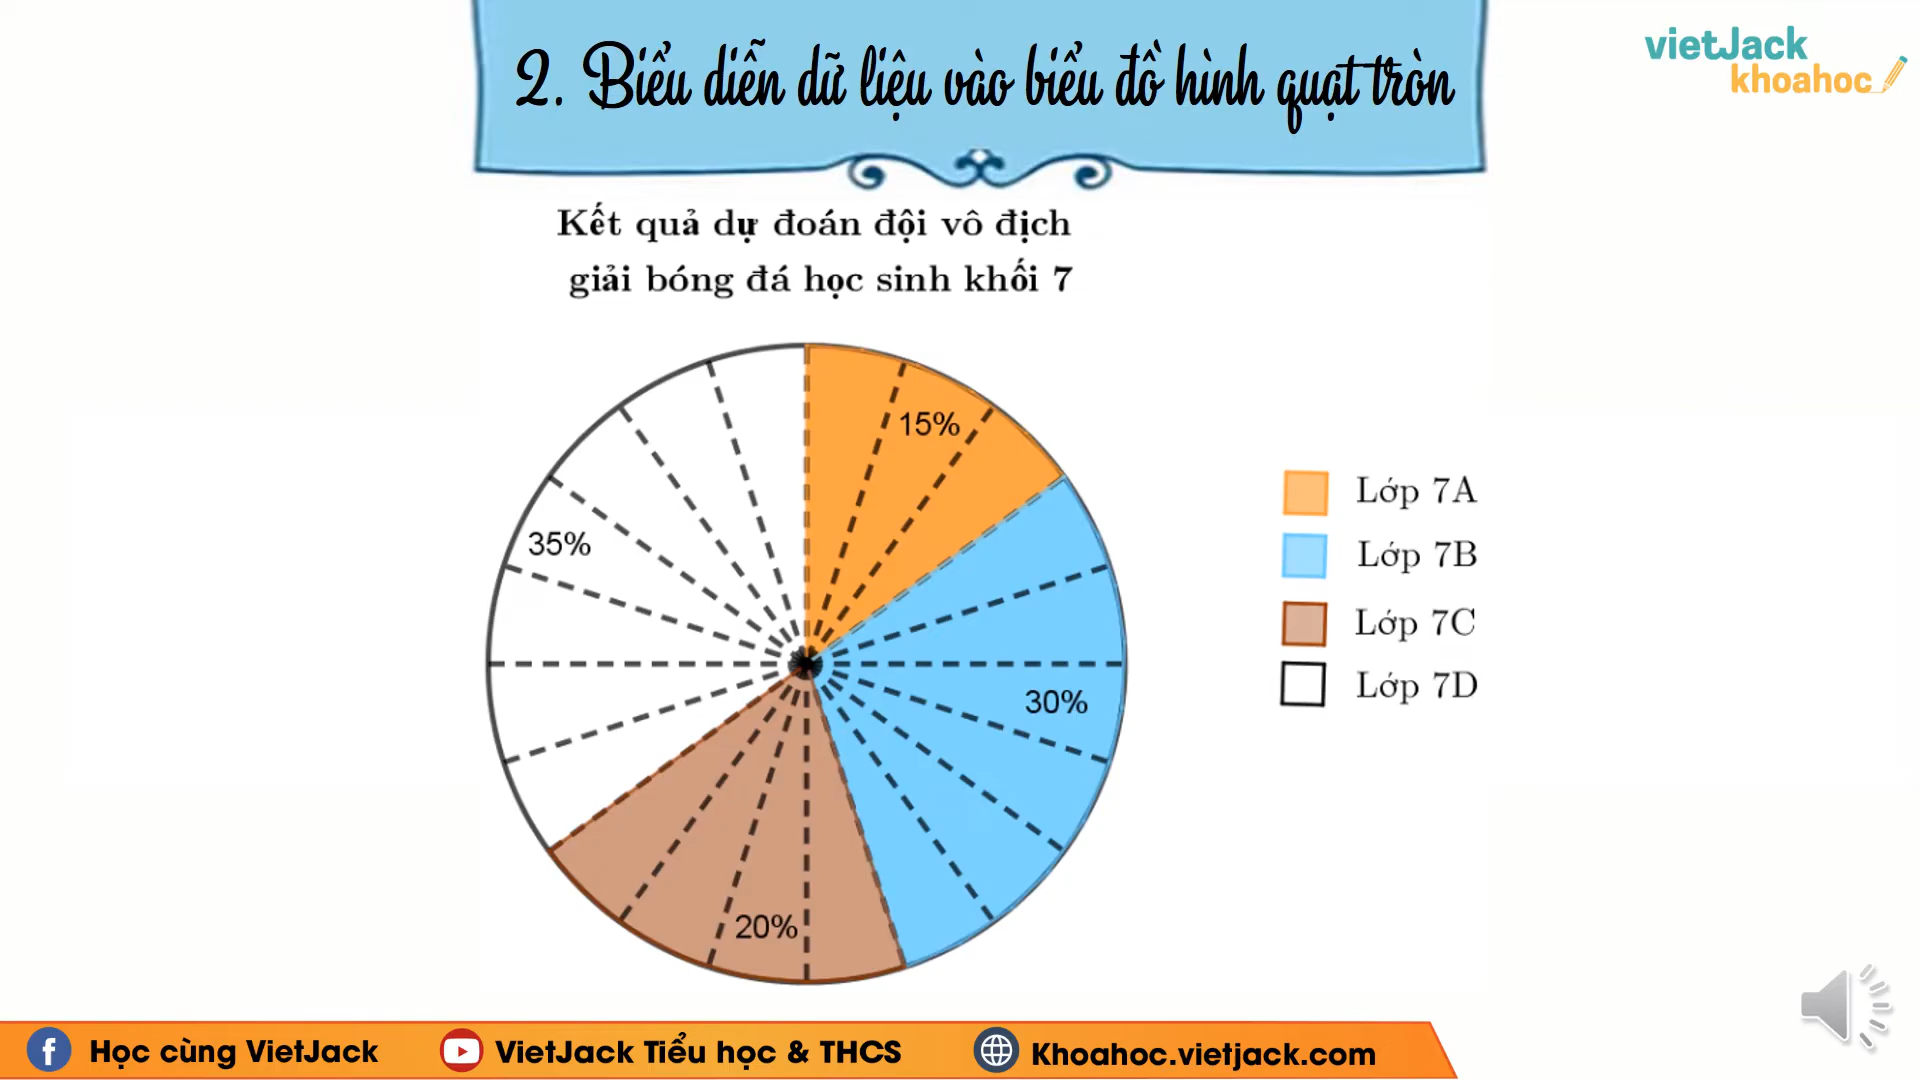 2. Biểu diễn dữ liệu vào biểu đồ hình quạt tròn
vietJack
khoahoc
Kết quả dự đoán đội vô địch
giải bóng đá học sinh khối 7
15%
35%
30%
20%
Lớp 7A
Lớp 7B
Lớp 7C
Lớp 7D
Học cùng VietJack
VietJack Tiểu học & THCS
Khoahoc.vietjack.com